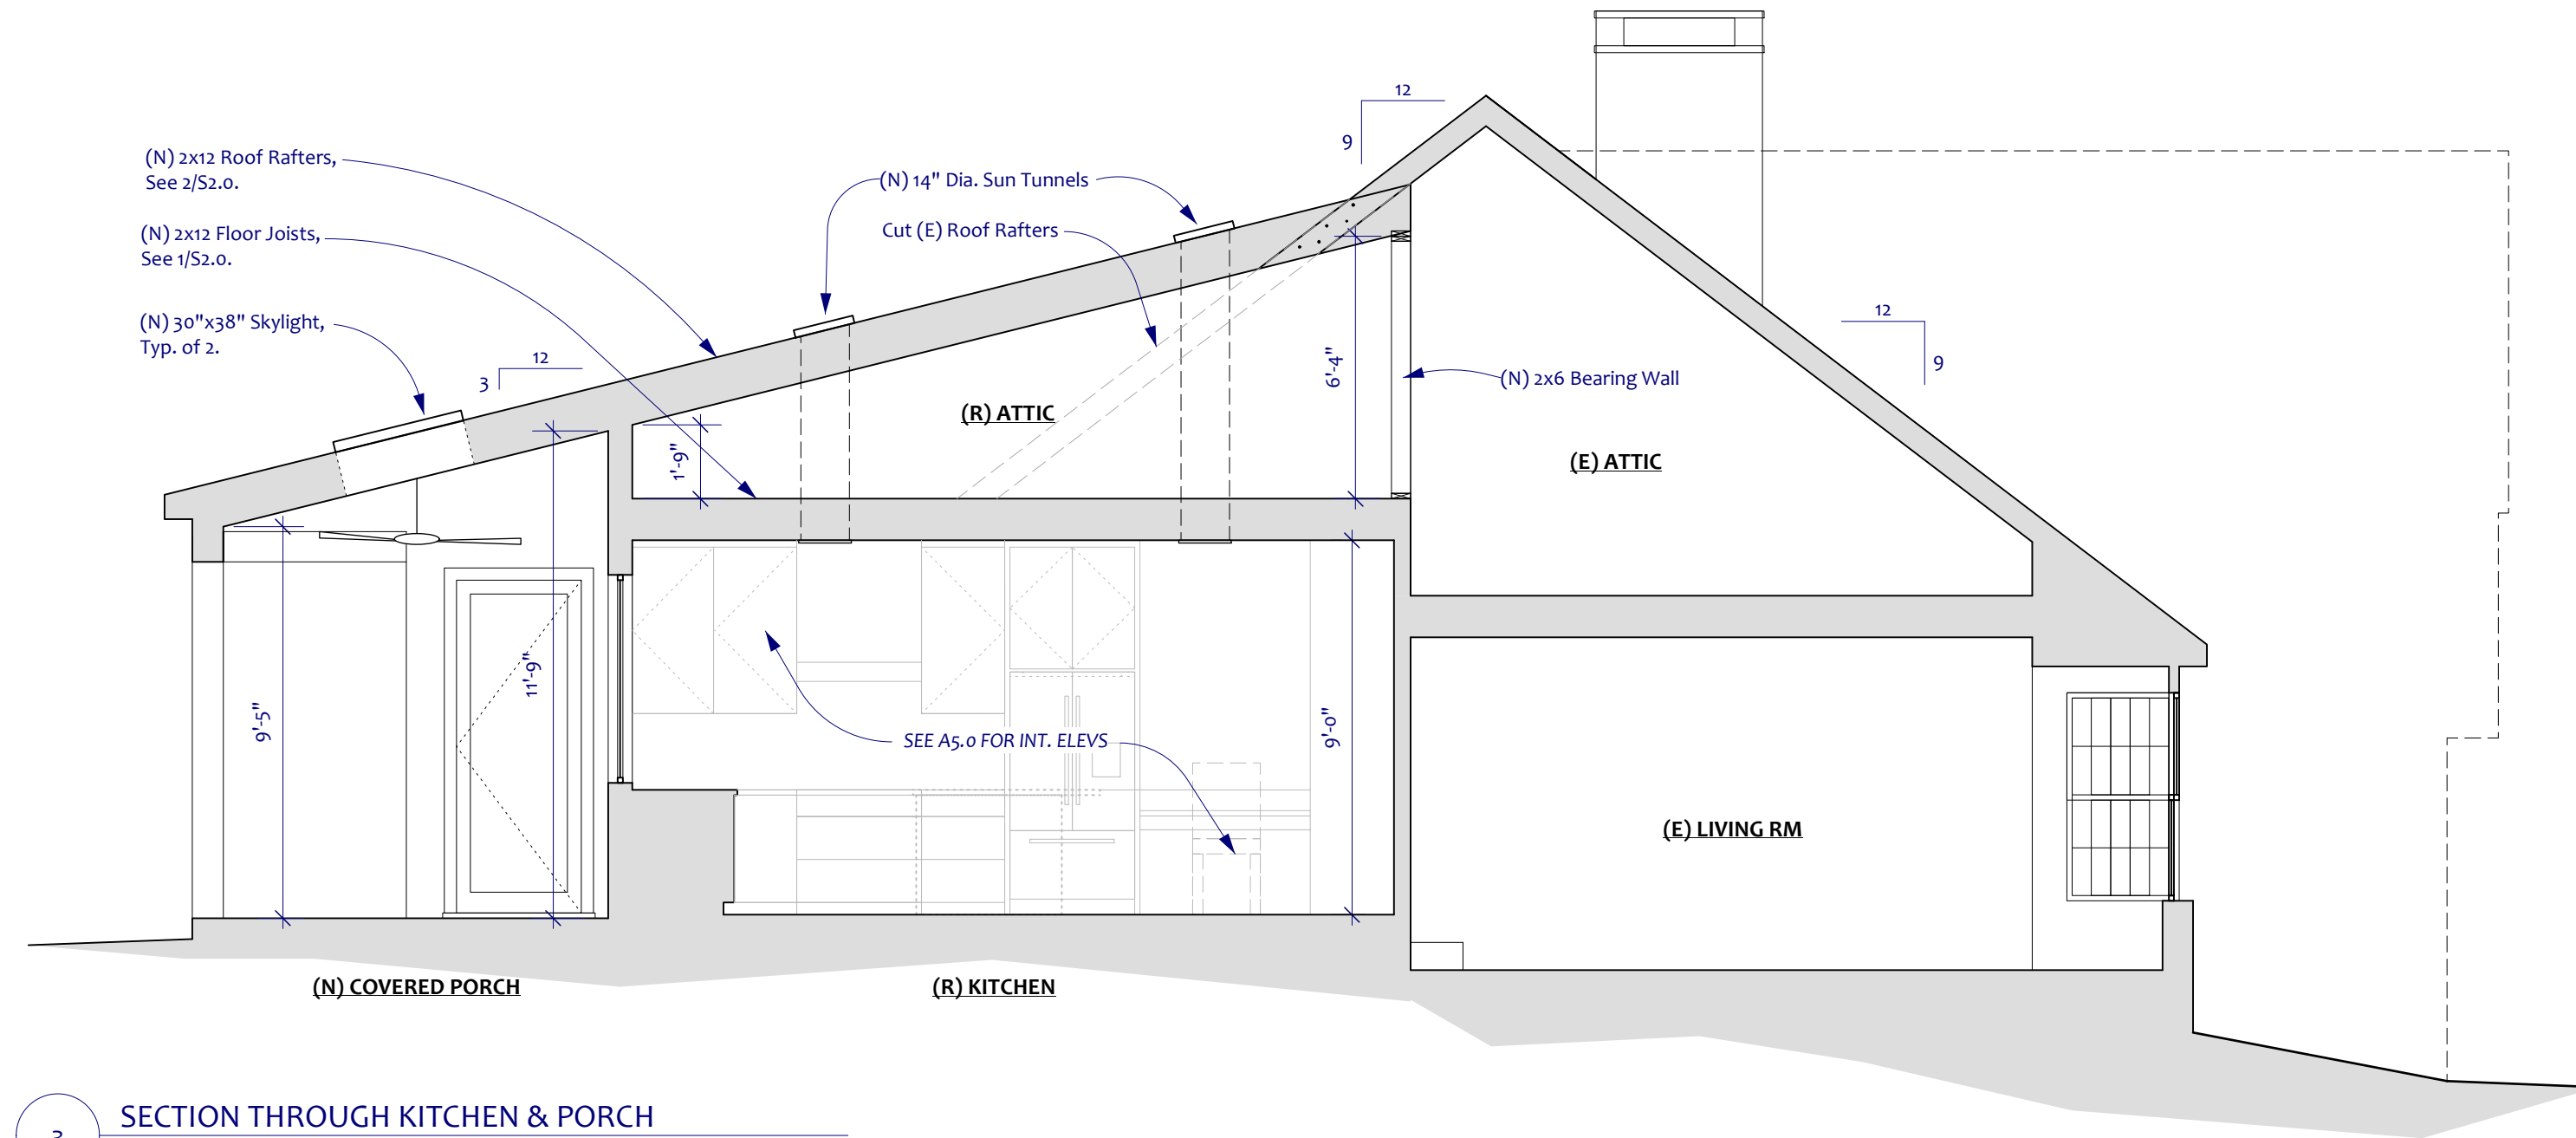 12
9
(N) 2x12 Roof Rafters,
See 2/S2.0.
(N) 14" Dia. Sun Tunnels
Cut (E) Roof Rafters
(N) 2x12 Floor Joists,
See 1/S2.0.
(N) 30"x38" Skylight,
Typ. of 2.
12
3
12
9
6'-4"
(N) 2x6 Bearing Wall
(R) ATTIC
1'-9"
(E) ATTIC
11'-9"
9'-5"
SEE A5.0 FOR INT. ELEVS
9'-0"
(E) LIVING RM
(N) COVERED PORCH
(R) KITCHEN
SECTION THROUGH KITCHEN & PORCH